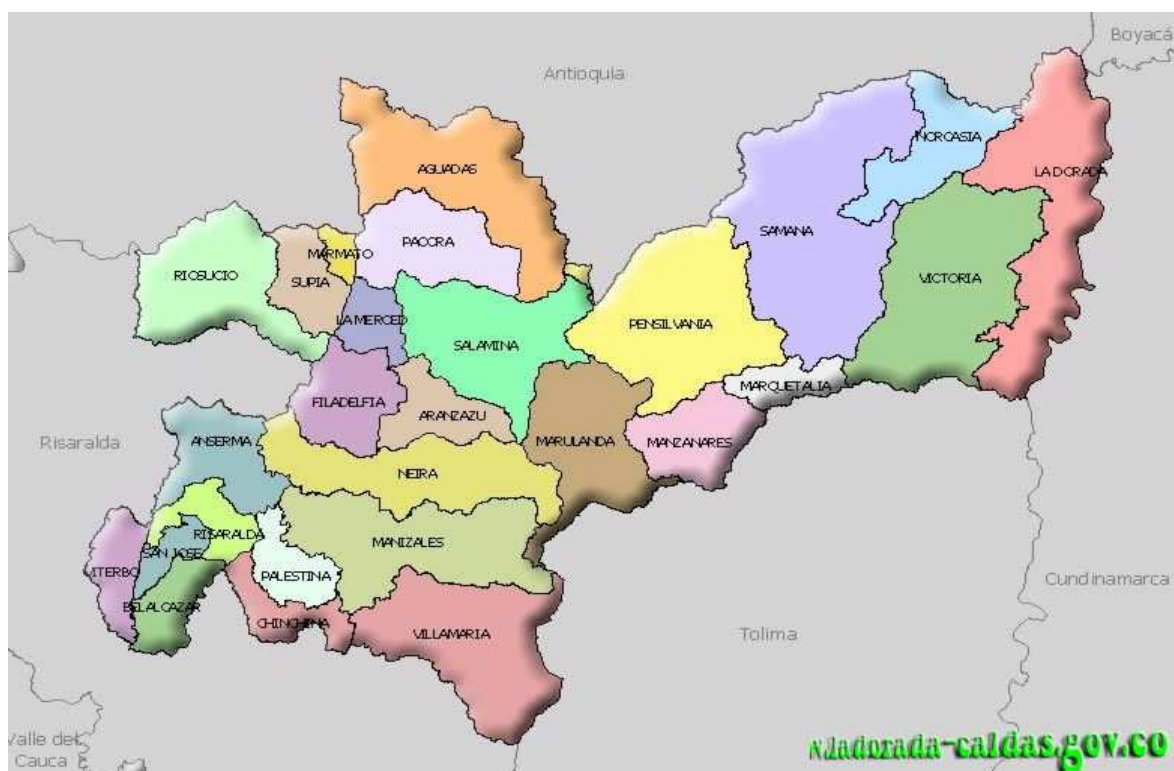 Boyacá
Antioquia
NORCASIA
AGUADAS
LA DORADA
SAMANA
PACORA
MARMATO
RIOSUCIO
SUPIA
VICTORIA
LA MERCED
PENSILVANIA
SALAMINA
MARQUETALIA
FILADELFIA
ARANZAZU
Risaralda
ANSERMA
MARULANDA
MANZANARES
NEIRA
RISARALDA
MANIZALES
SAN JOSE
VITERBO
PALESTINA
Cundinamarca
BELALCAZAR
CHINCHINA
VILLAMARIA
Tolima
Valle del
Cauca
w.ladorada-caldas.gov.co